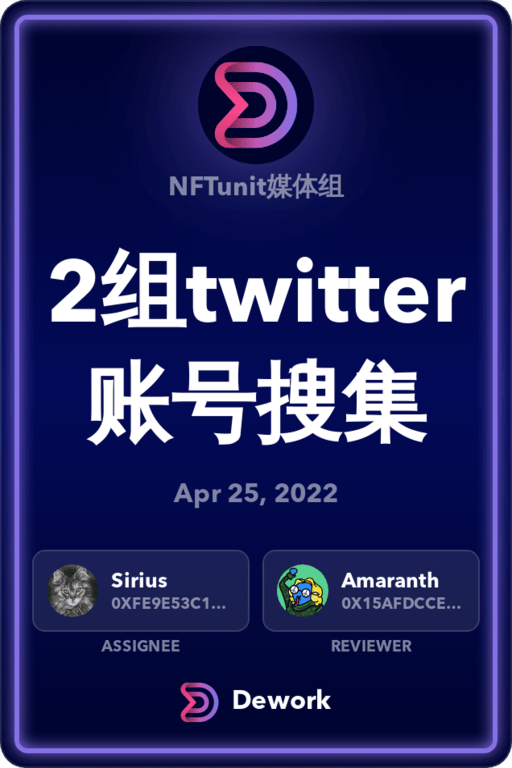 NFTunit媒体组
2组twitter
账号搜集
Apr 25, 2022
Sirius
0XFE9E53C1...
ASSIGNEE
Amaranth
0X15AFDCCE...
REVIEWER
Dework